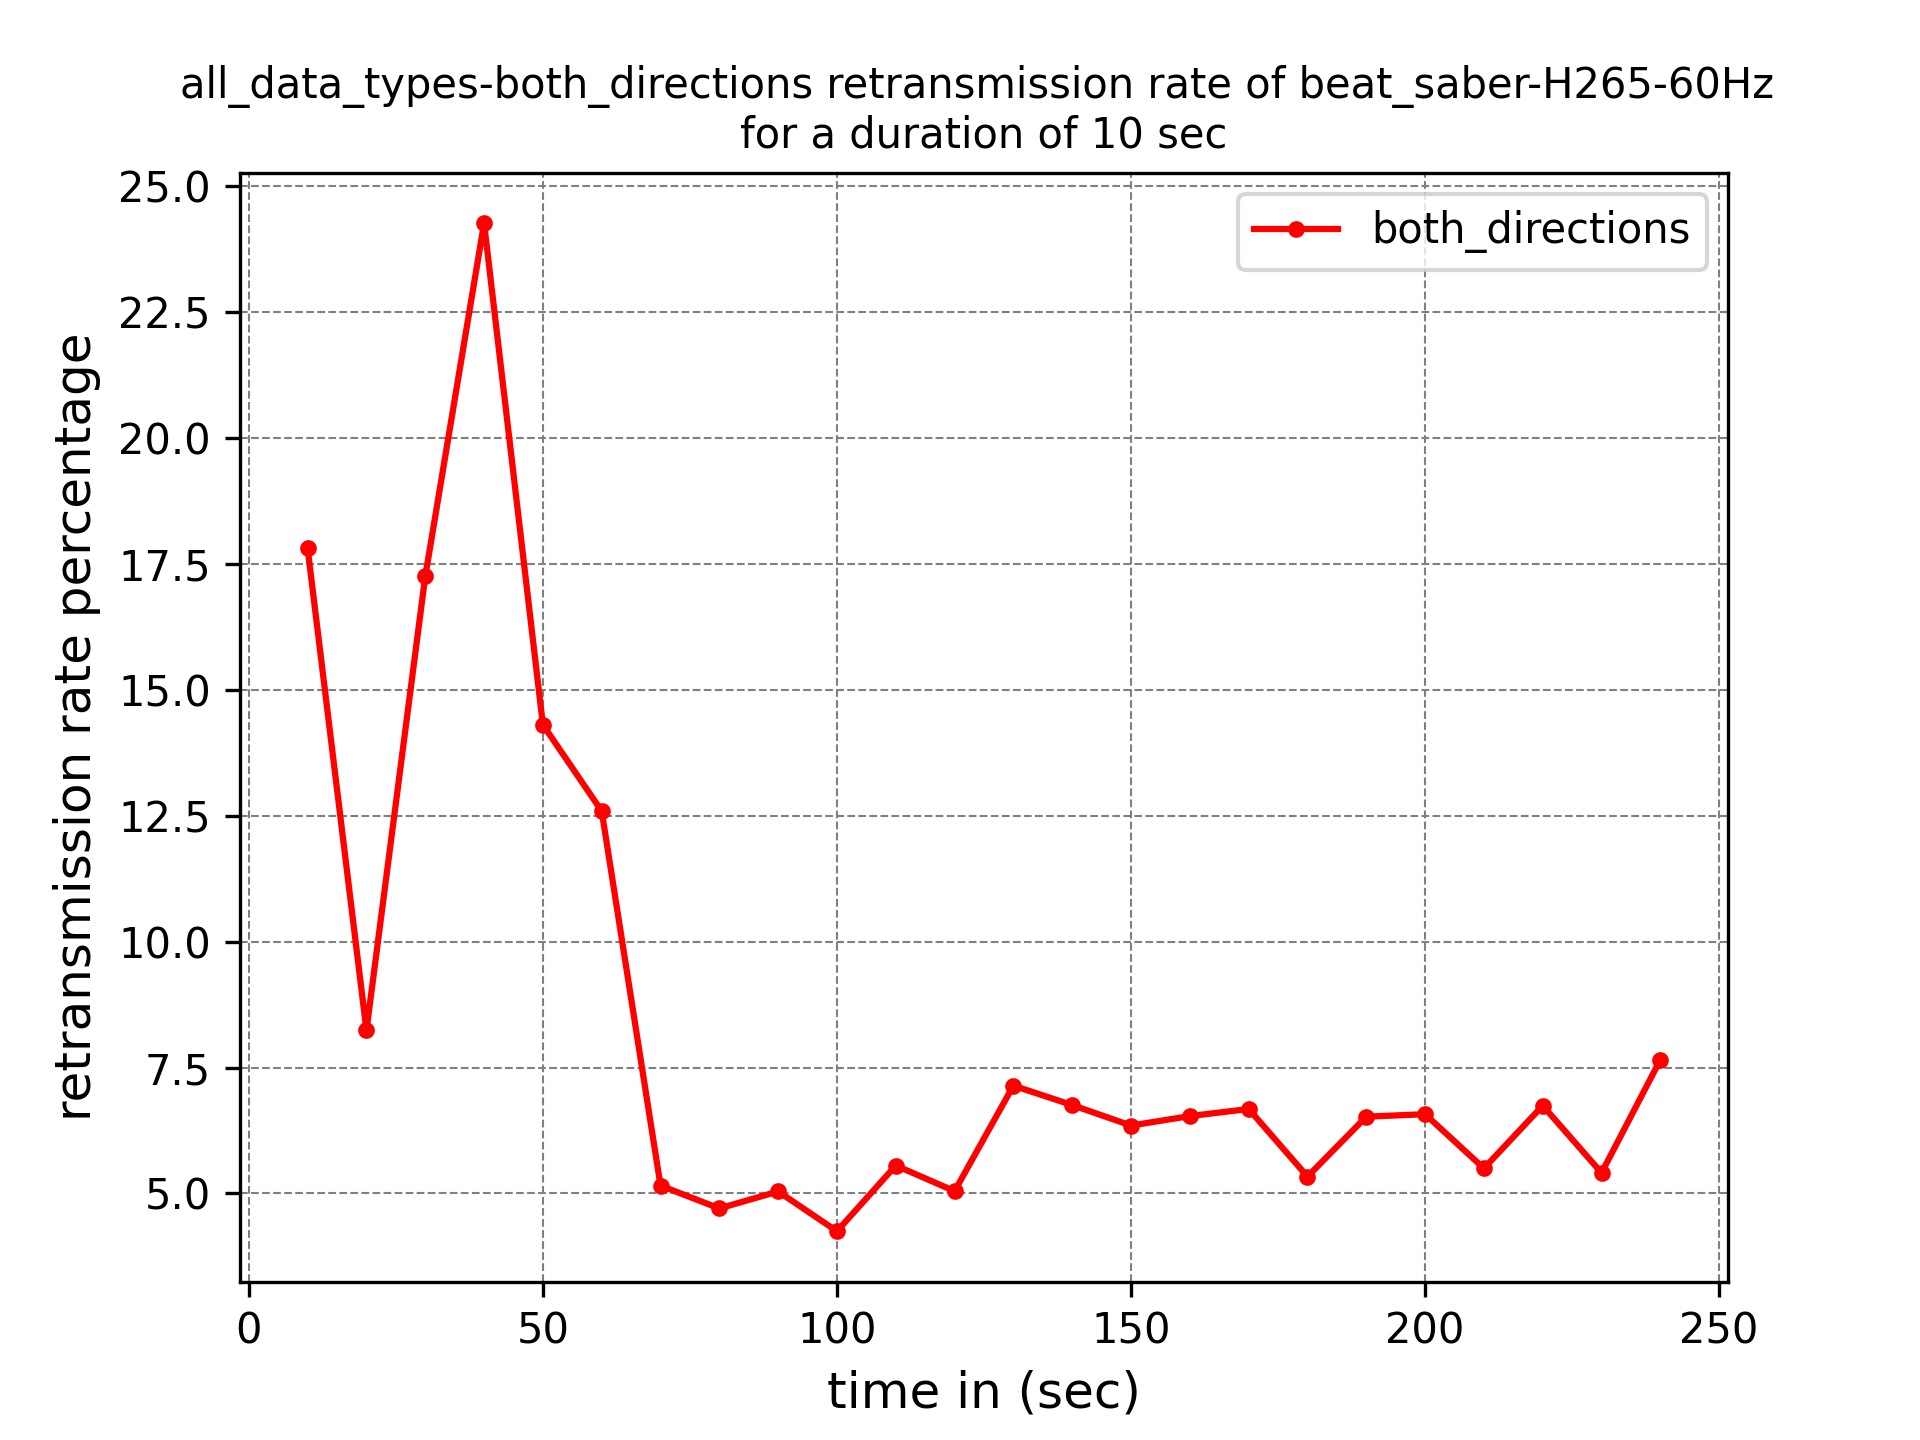 all_data_types-both_directions retransmission rate of beat_saber-H265-60Hz
for a duration of 10 sec
both_directions
retransmission rate percentage
25.0
22.5
20.0
17.5
15.0
12.5
10.0
7.5
5.0
0 50 100 150 200 250
time in (sec)